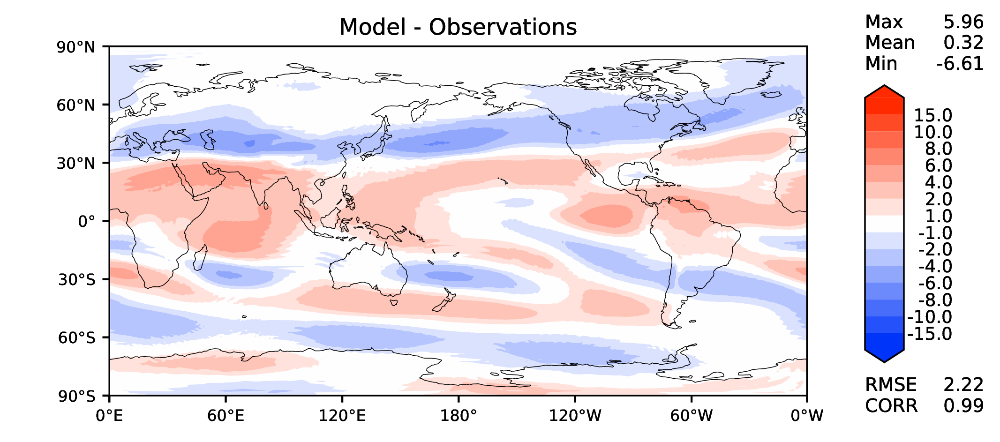 Model - Observations
Max 5.96
Mean 0.32
Min -6.61
90°N
60°N
30°N
0°
30°S
60°S
90°S
0°E 60°E 120°E 180° 120°W 60°W 0°W
15.0
10.0
8.0
6.0
4.0
2.0
1.0
-1.0
-2.0
-4.0
-6.0
-8.0
-10.0
-15.0
RMSE 2.22
CORR 0.99